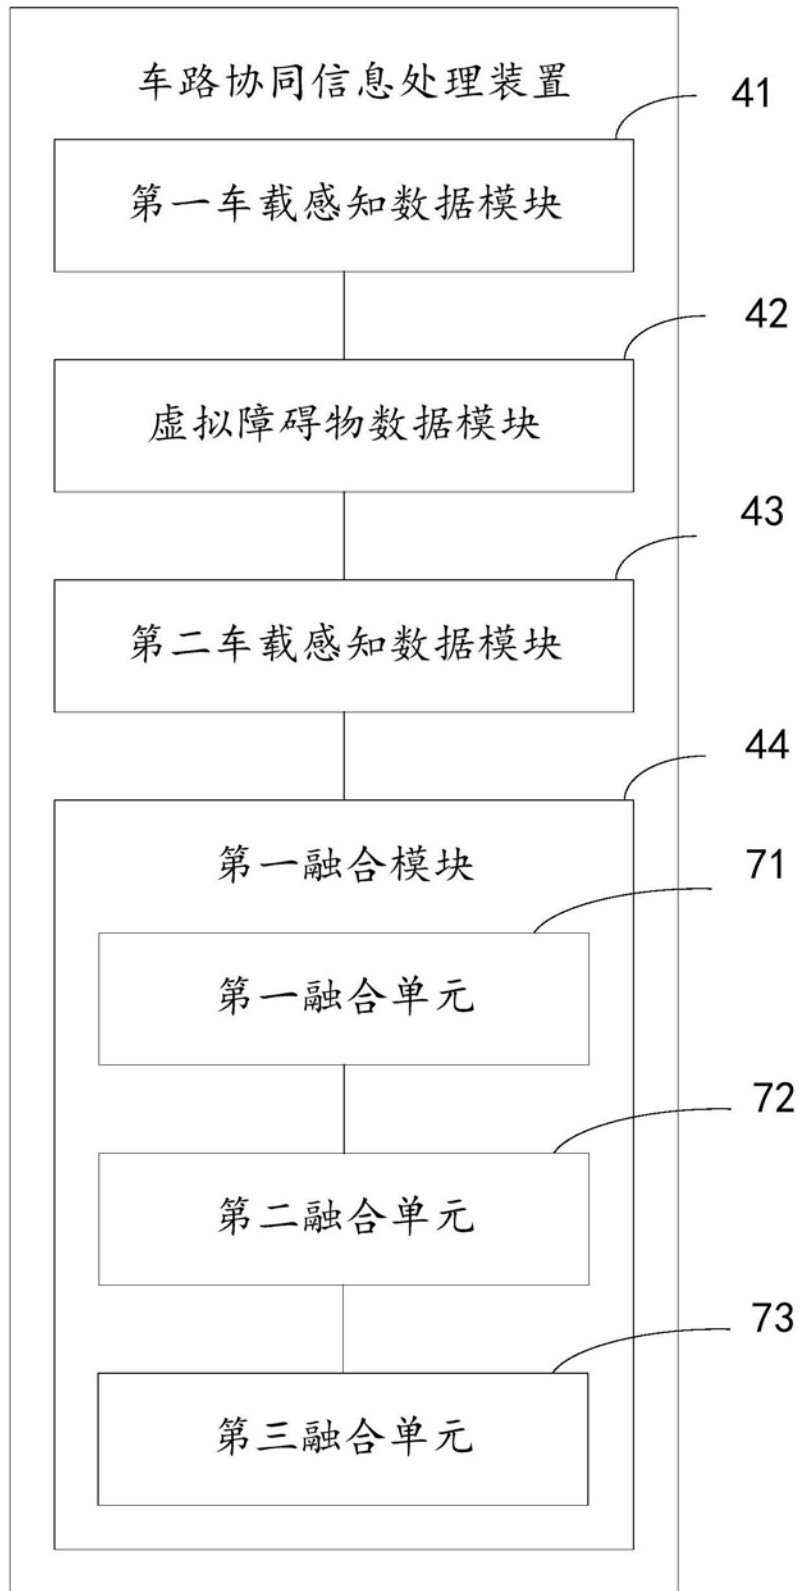 车路协同信息处理装置
41
第一车载感知数据模块
42
虚拟障碍物数据模块
43
第二车载感知数据模块
44
第一融合模块
71
第一融合单元
72
第二融合单元
73
第三融合单元